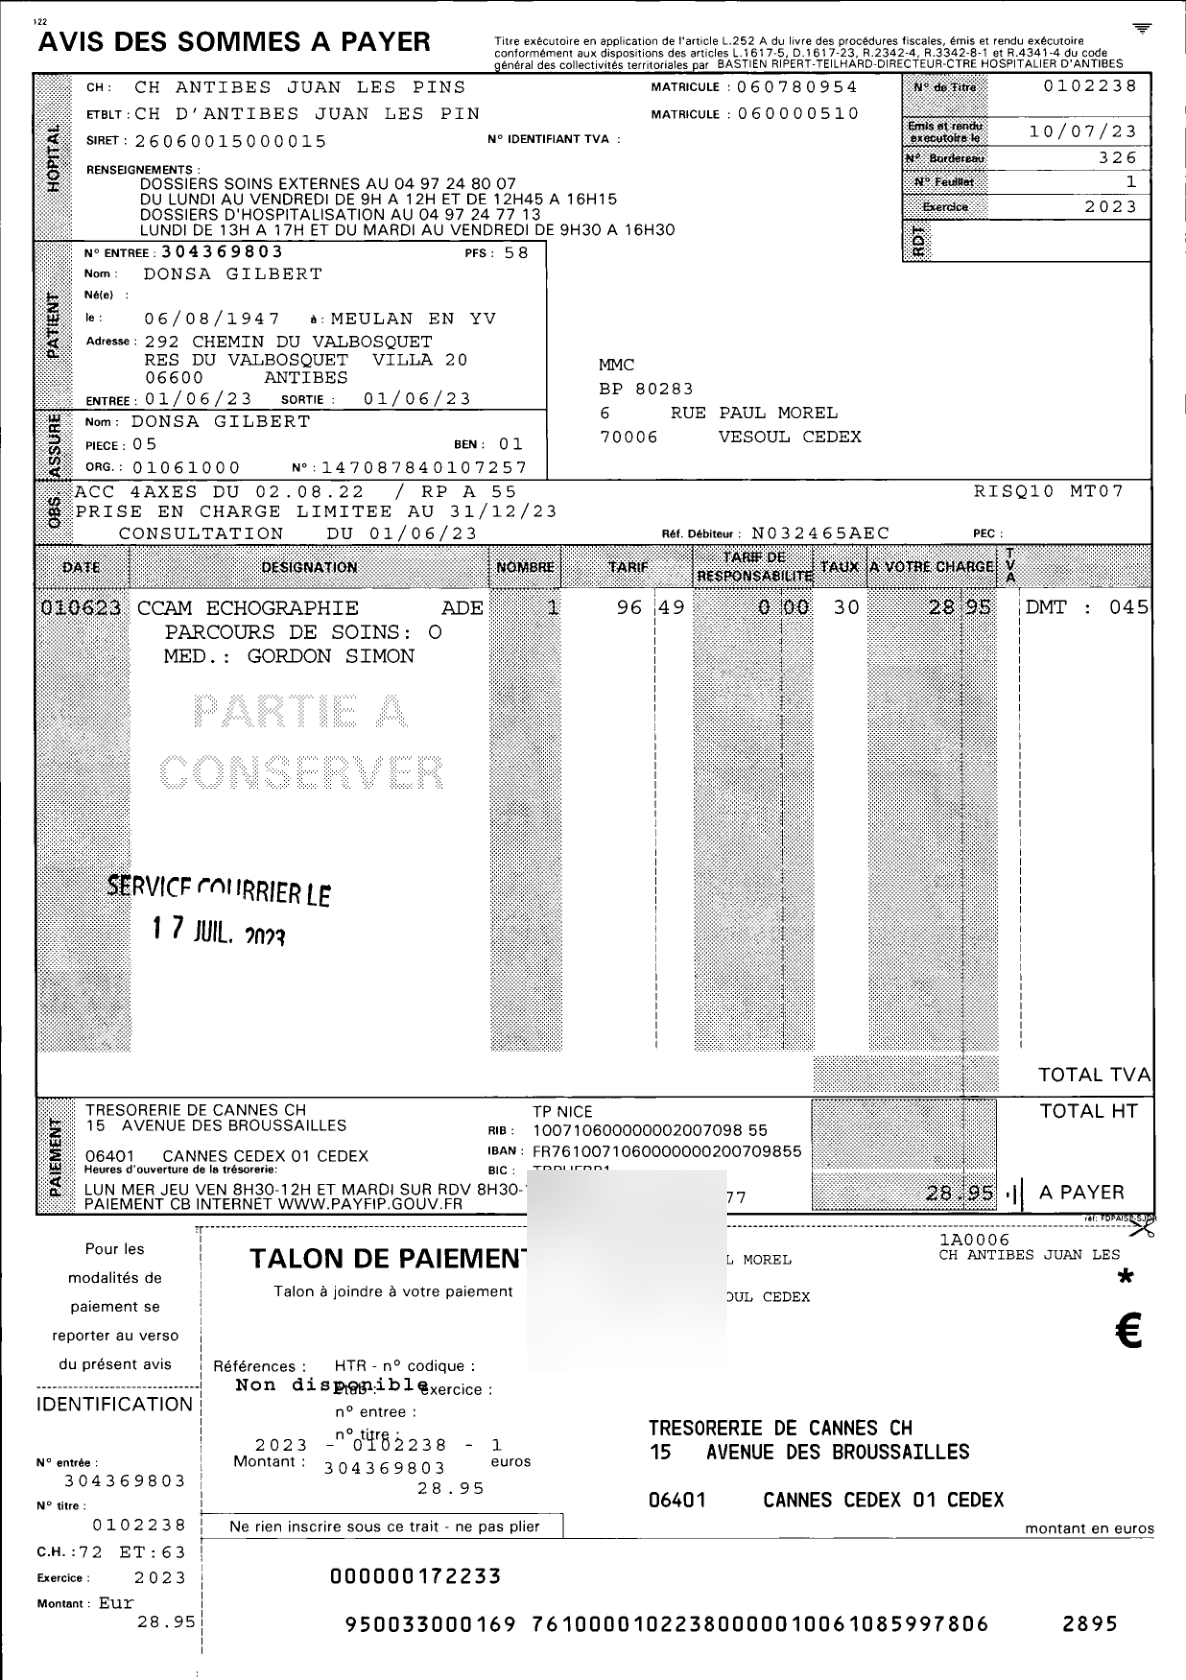 122
AVIS DES SOMMES A PAYER
Titre exécutoire en application de l'article L.252 A du livre des procédures fiscales, émis et rendu exécutoire
conformément aux dispositions des articles L.1617-5, D.1617-23, R.2342-4, R.3342-8-1 et R.4341-4 du code
général des collectivités territoriales par BASTIEN RIPERT-TEILHARD-DIRECTEUR-CTRE HOSPITALIER D'ANTIBES
HOPITAL
CH : CH ANTIBES JUAN LES PINS MATRICULE : 060780954
ETBLT : CH D'ANTIBES JUAN LES PIN MATRICULE : 060000510
SIRET : 26060015000015 N° IDENTIFIANT TVA :
RENSEIGNEMENTS :
DOSSIERS SOINS EXTERNES AU 04 97 24 80 07
DU LUNDI AU VENDREDI DE 9H A 12H ET DE 12H45 A 16H15
DOSSIERS D'HOSPITALISATION AU 04 97 24 77 13
LUNDI DE 13H A 17H ET DU MARDI AU VENDREDI DE 9H30 A 16H30
N° de Titre 0102238
Emis et rendu executoire le 10/07/23
N° Bordereau 326
N° Feuillet 1
Exercice 2023
RDT
PATIENT
N° ENTREE : 304369803 PFS : 58
Nom : DONSA GILBERT
Né(e) :
le : 06/08/1947 à : MEULAN EN YV
Adresse : 292 CHEMIN DU VALBOSQUET
RES DU VALBOSQUET VILLA 20
06600 ANTIBES
ENTREE : 01/06/23 SORTIE : 01/06/23
MMC
BP 80283
6 RUE PAUL MOREL
70006 VESOUL CEDEX
ASSURE
Nom : DONSA GILBERT
PIECE : 05 BEN : 01
ORG. : 01061000 N° : 147087840107257
OBS
ACC 4AXES DU 02.08.22 / RP A 55 RISQ10 MT07
PRISE EN CHARGE LIMITEE AU 31/12/23
CONSULTATION DU 01/06/23 Réf. Débiteur : N032465AEC PEC :
DATE DESIGNATION NOMBRE TARIF TARIF DE RESPONSABILITE TAUX A VOTRE CHARGE TVA
010623 CCAM ECHOGRAPHIE ADE 1 96 49 0 00 30 28 95 DMT : 045
PARCOURS DE SOINS: O
MED.: GORDON SIMON
PARTIE A
CONSERVER
SERVICE COURRIER LE
17 JUIL. 2023
TOTAL TVA
PAIEMENT
TRESORERIE DE CANNES CH TP NICE TOTAL HT
15 AVENUE DES BROUSSAILLES RIB : 100710600000002007098 55
06401 CANNES CEDEX 01 CEDEX IBAN : FR7610071060000000200709855
Heures d'ouverture de la trésorerie: BIC :
LUN MER JEU VEN 8H30-12H ET MARDI SUR RDV 8H30- 77 28.95 A PAYER
PAIEMENT CB INTERNET WWW.PAYFIP.GOUV.FR
Pour les
modalités de
paiement se
reporter au verso
du présent avis
TALON DE PAIEMENT
Talon à joindre à votre paiement
L MOREL
OUL CEDEX
1A0006
CH ANTIBES JUAN LES
*
€
Références : HTR - n° codique :
Non disponible exercice :
n° entree :
n° titre :
2023 - 0102238 - 1
Montant : 304369803 euros
28.95
TRESORERIE DE CANNES CH
15 AVENUE DES BROUSSAILLES
06401 CANNES CEDEX 01 CEDEX
IDENTIFICATION
N° entrée :
304369803
N° titre :
0102238
C.H. : 72 ET : 63
Exercice : 2023
Montant : Eur
28.95
Ne rien inscrire sous ce trait - ne pas plier
montant en euros
000000172233
950033000169 76100001022380000010061085997806 2895